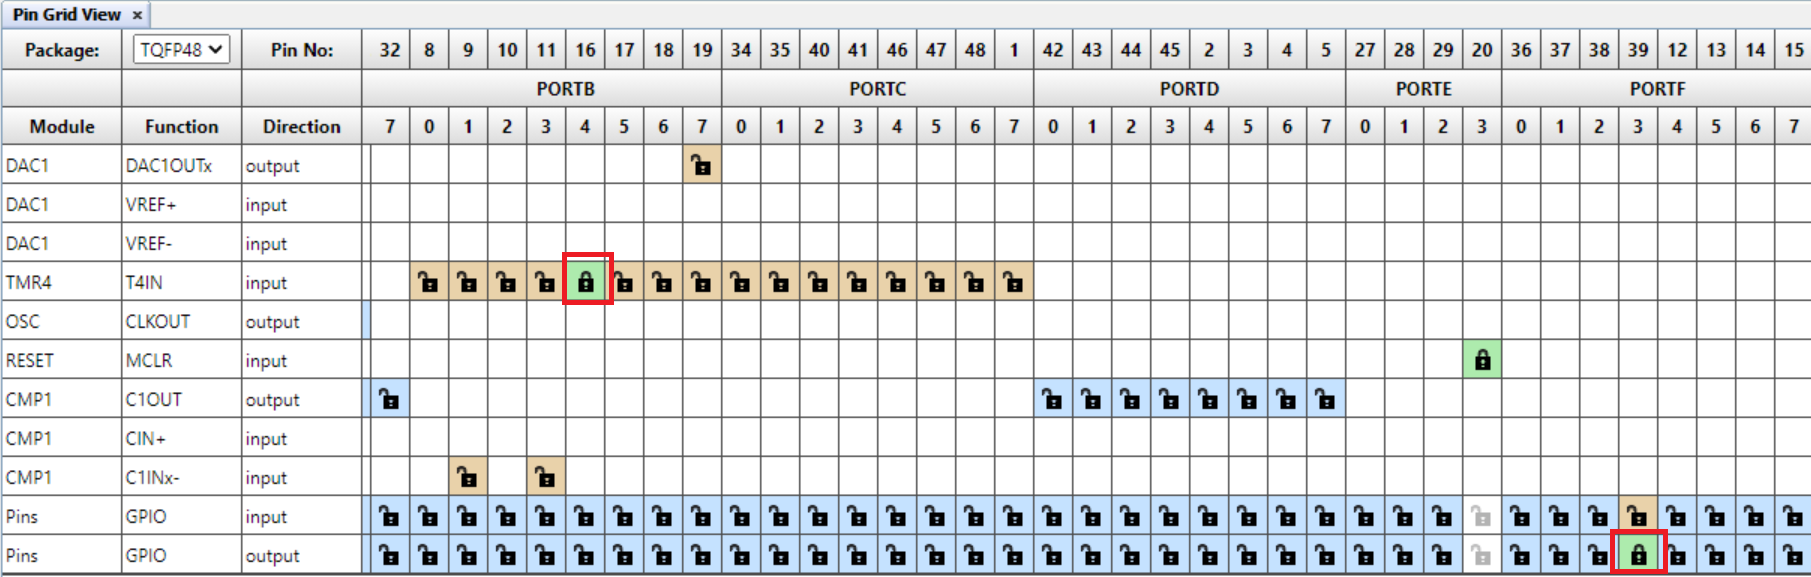 Pin Grid View ×
Package: TQFP48 Pin No: 32 8 9 10 11 16 17 18 19 34 35 40 41 46 47 48 1 42 43 44 45 2 3 4 5 27 28 29 20 36 37 38 39 12 13 14 15
PORTB PORTC PORTD PORTE PORTF
Module Function Direction 7 0 1 2 3 4 5 6 7 0 1 2 3 4 5 6 7 0 1 2 3 4 5 6 7 0 1 2 3 0 1 2 3 4 5 6 7
DAC1 DAC1OUTx output
DAC1 VREF+ input
DAC1 VREF- input
TMR4 T4IN input
OSC CLKOUT output
RESET MCLR input
CMP1 C1OUT output
CMP1 CIN+ input
CMP1 C1INx- input
Pins GPIO input
Pins GPIO output